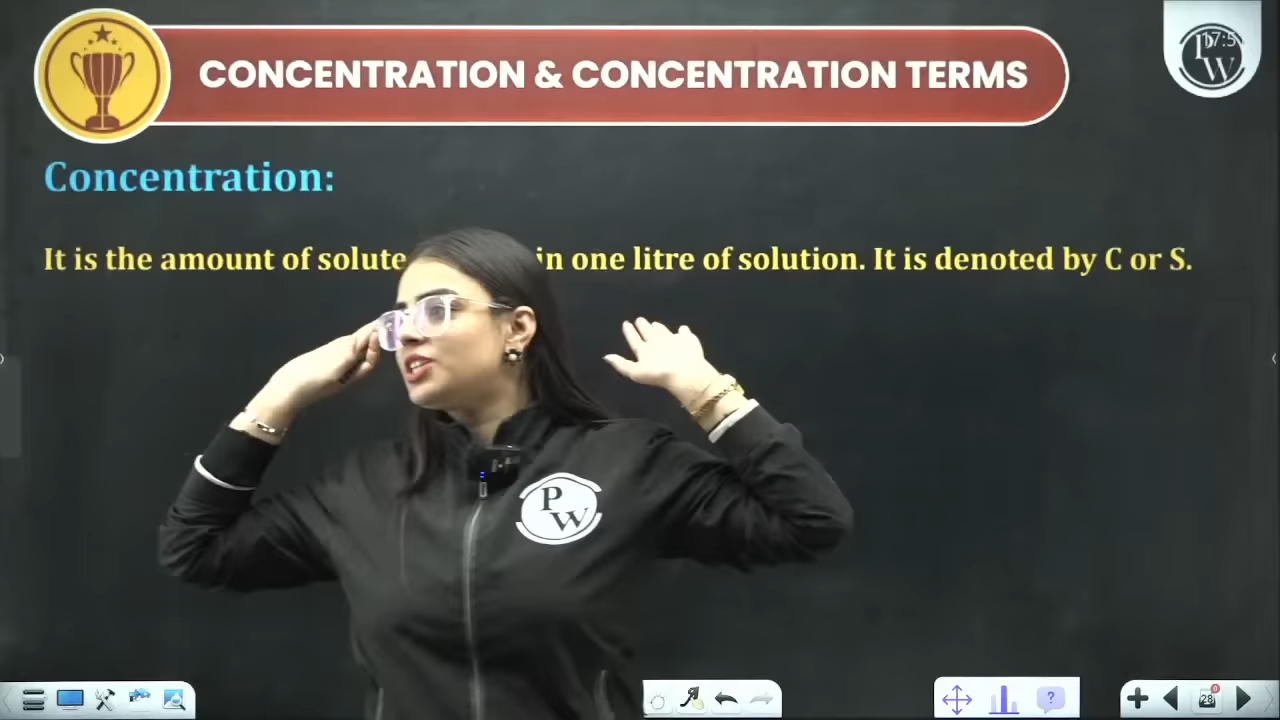 CONCENTRATION & CONCENTRATION TERMS
Concentration:
It is the amount of solute in one litre of solution. It is denoted by C or S.
P
W
28